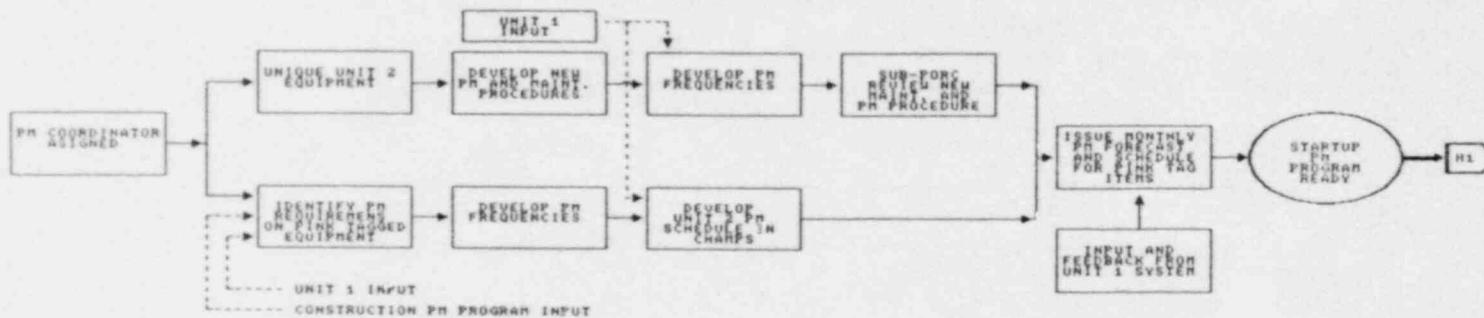 UNIT 1
INPUT
UNIQUE UNIT 2
EQUIPMENT
DEVELOP NEW
PM AND MAINT.
PROCEDURES
DEVELOP PM
FREQUENCIES
SUB-PORC
REVIEW NEW
MAINT. AND
PM PROCEDURE
PM COORDINATOR
ASIGNED
ISSUE MONTHLY
PM FORECAST
AND SCHEDULE
FOR PINK TAG
ITEMS
STARTUP
PM
PROGRAM
READY
H1
IDENTIFY PM
REQUIREMENS
ON PINK TAGGED
EQUIPMENT
DEVELOP PM
FREQUENCIES
DEVELOP
UNIT 2 PM
SCHEDULE IN
CHAMPS
INPUT AND
FEEDBACK FROM
UNIT 1 SYSTEM
UNIT 1 INPUT
CONSTRUCTION PM PROGRAM INPUT